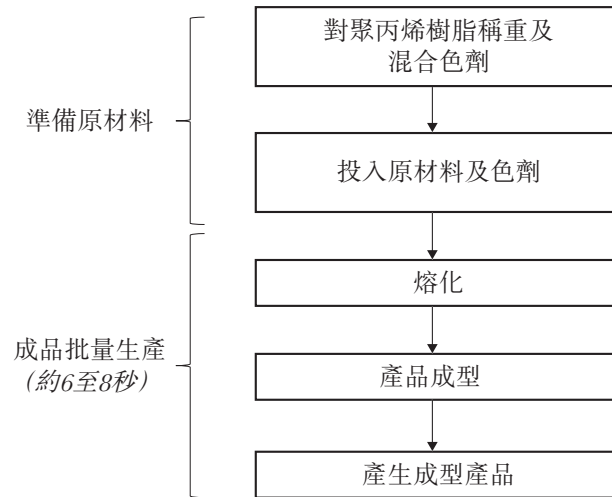 對聚丙烯樹脂稱重及
混合色劑
準備原材料
投入原材料及色劑
熔化
成品批量生產
（約6至8秒）
產品成型
產生成型產品